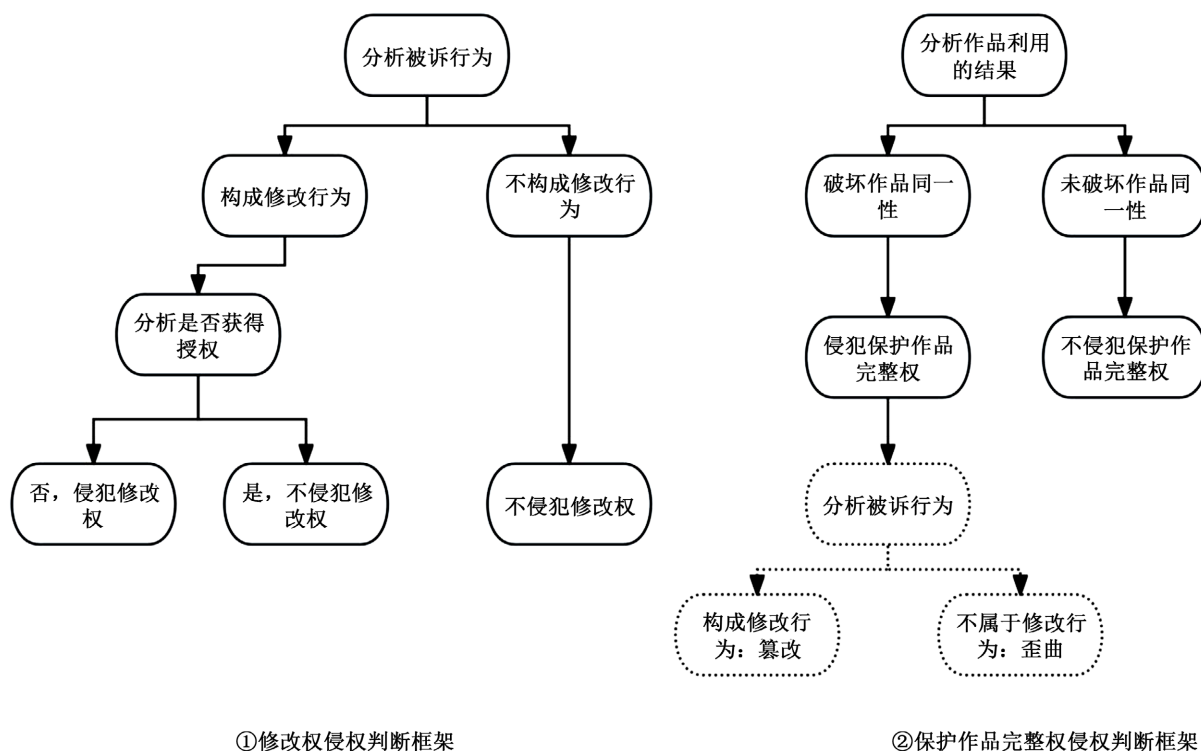 分析被诉行为
构成修改行为
不构成修改行
为
分析是否获得
授权
否，侵犯修改
权
是，不侵犯修
改权
不侵犯修改权
①修改权侵权判断框架
分析作品利用
的结果
破坏作品同一
性
未破坏作品同
一性
侵犯保护作品
完整权
不侵犯保护作
品完整权
分析被诉行为
构成修改行
为：篡改
不属于修改行
为：歪曲
②保护作品完整权侵权判断框架